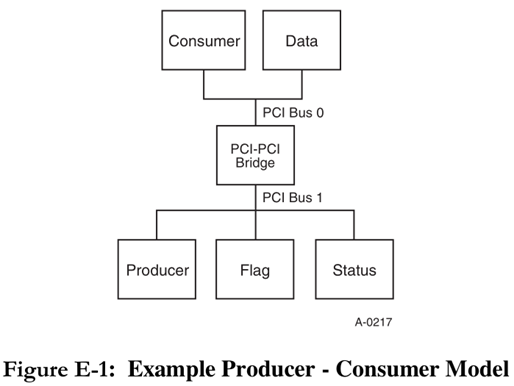 Consumer
Data
PCI Bus 0
PCI-PCI
Bridge
PCI Bus 1
Producer
Flag
Status
A-0217
Figure E-1: Example Producer - Consumer Model